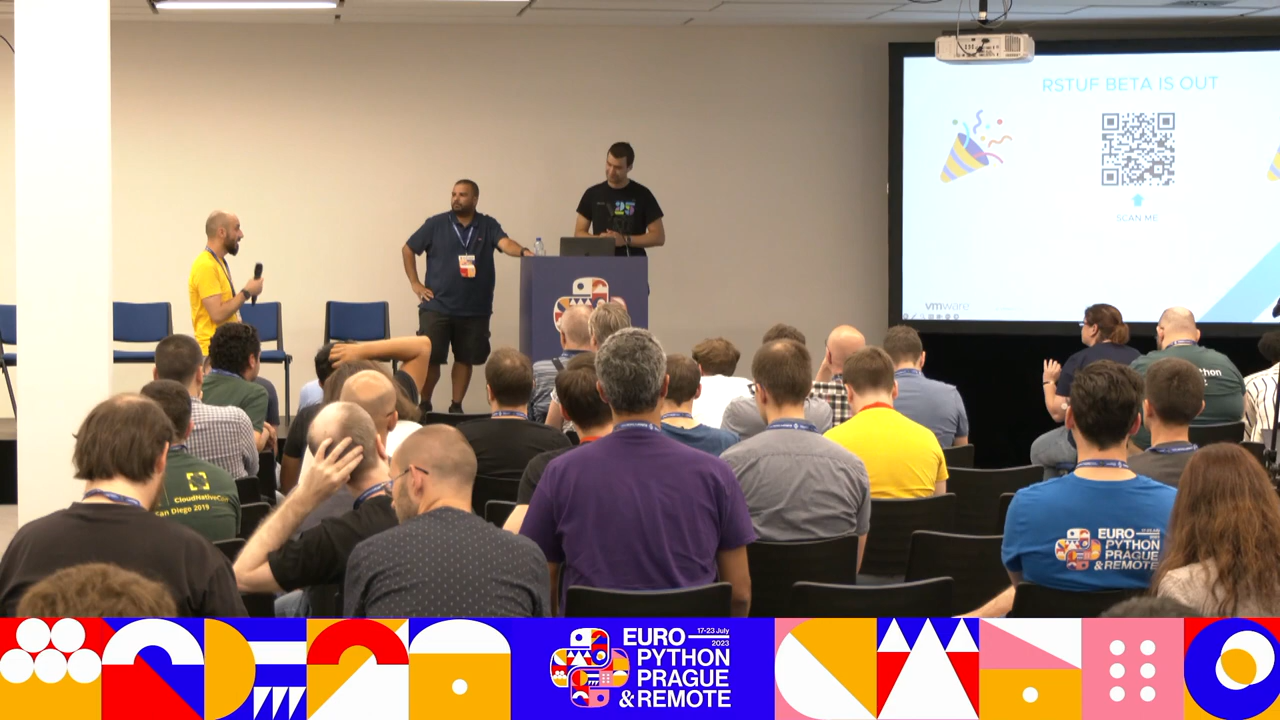 RSTUF BETA IS OUT
SCAN ME
vmware
25
CloudNativeCon
San Diego 2019
EURO
PYTHON
PRAGUE
& REMOTE
17-23 July
2023
EURO
PYTHON
PRAGUE
& REMOTE